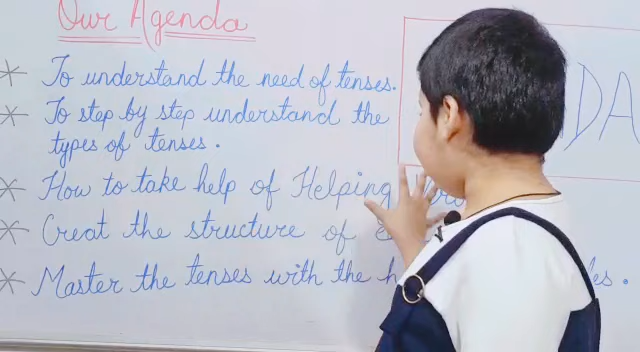 Our Agenda
To understand the need of tenses.
To step by step understand the
types of tenses.
How to take help of Helping
Creat the structure of
Master the tenses with the
DA